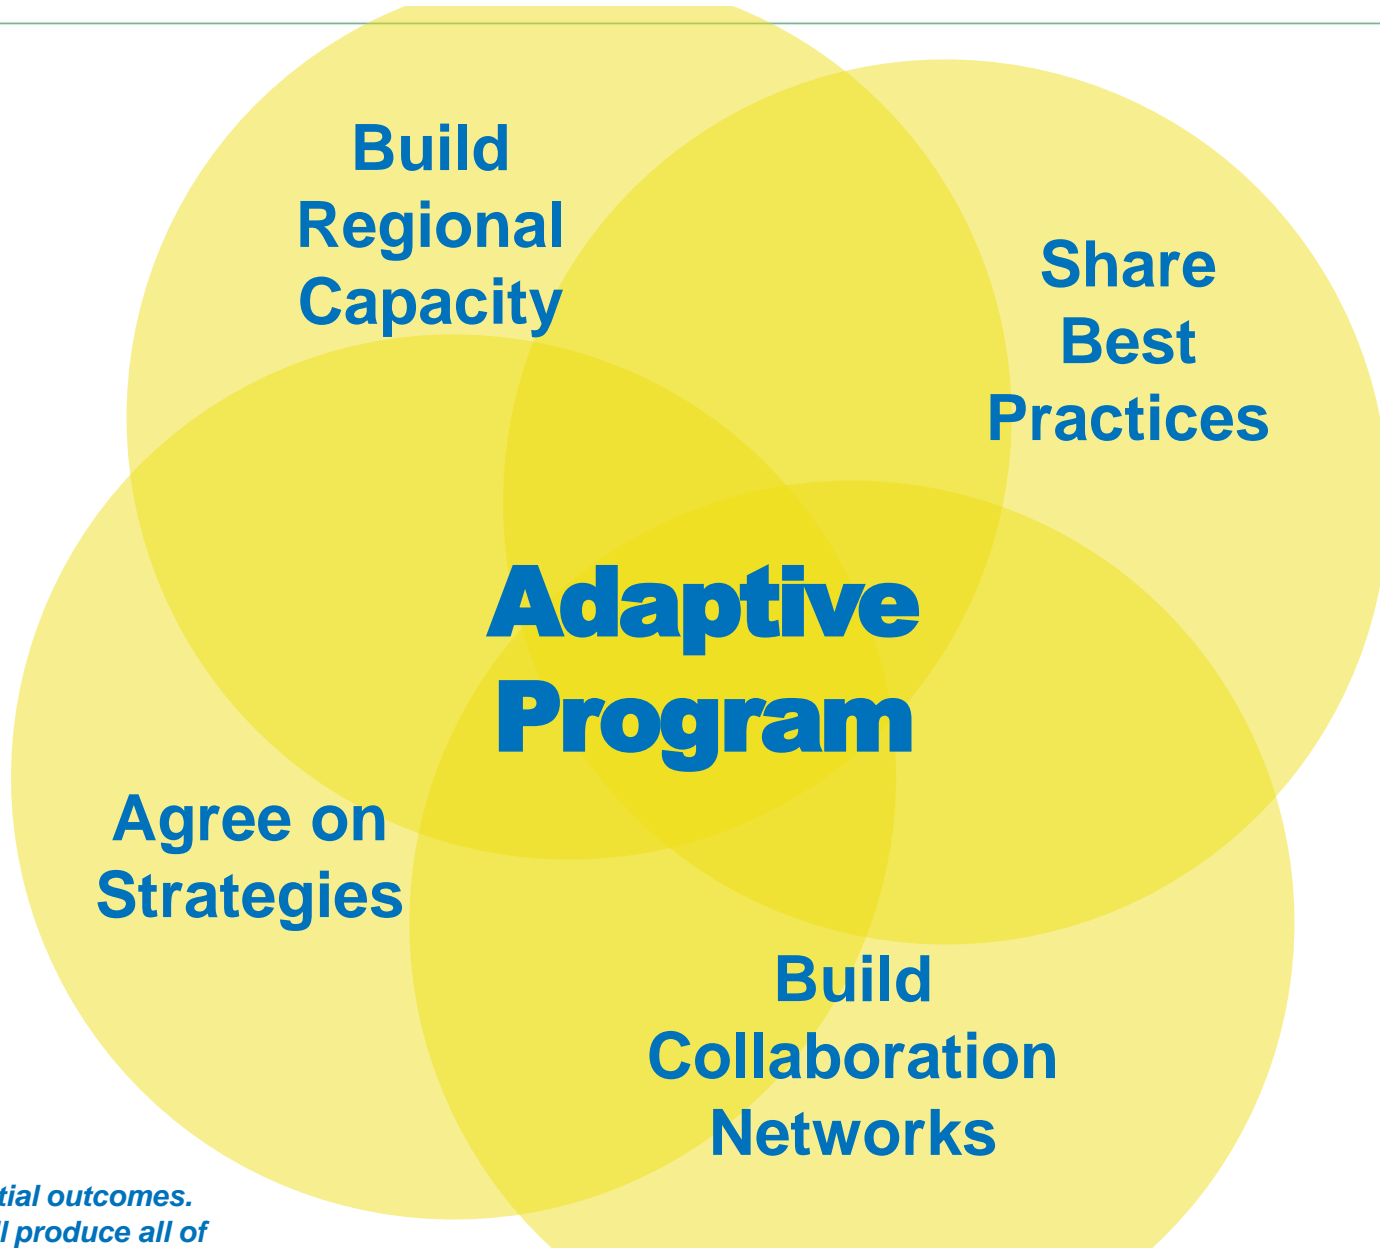 Build
Regional
Capacity
Share
Best
Practices
Adaptive
Program
Agree on
Strategies
Build
Collaboration
Networks
outcomes.
produce all of